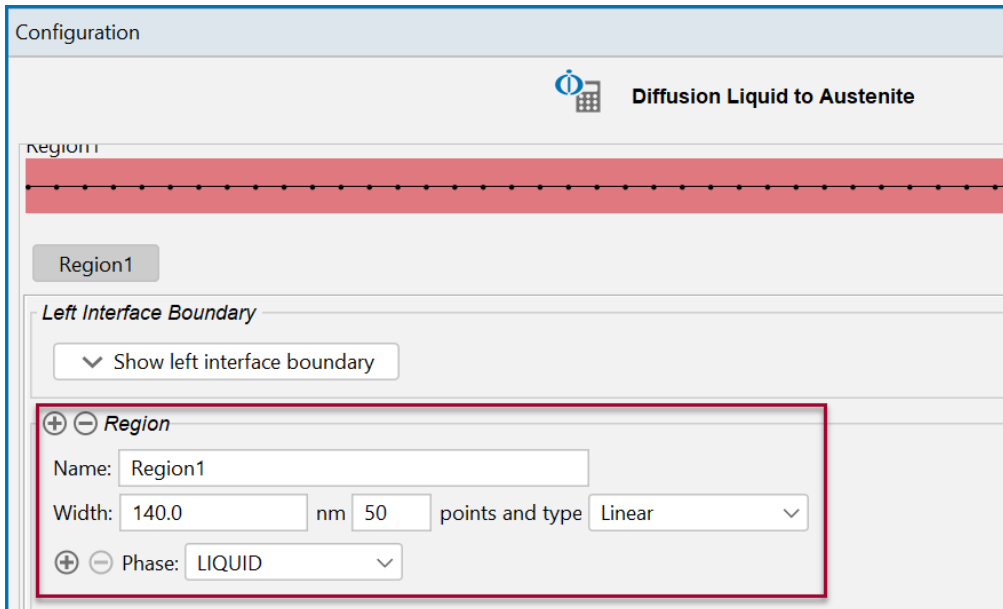 Configuration
Diffusion Liquid to Austenite
Region1
Region1
Left Interface Boundary
Show left interface boundary
Region
Name: Region1
Width: 140.0 nm 50 points and type Linear
Phase: LIQUID